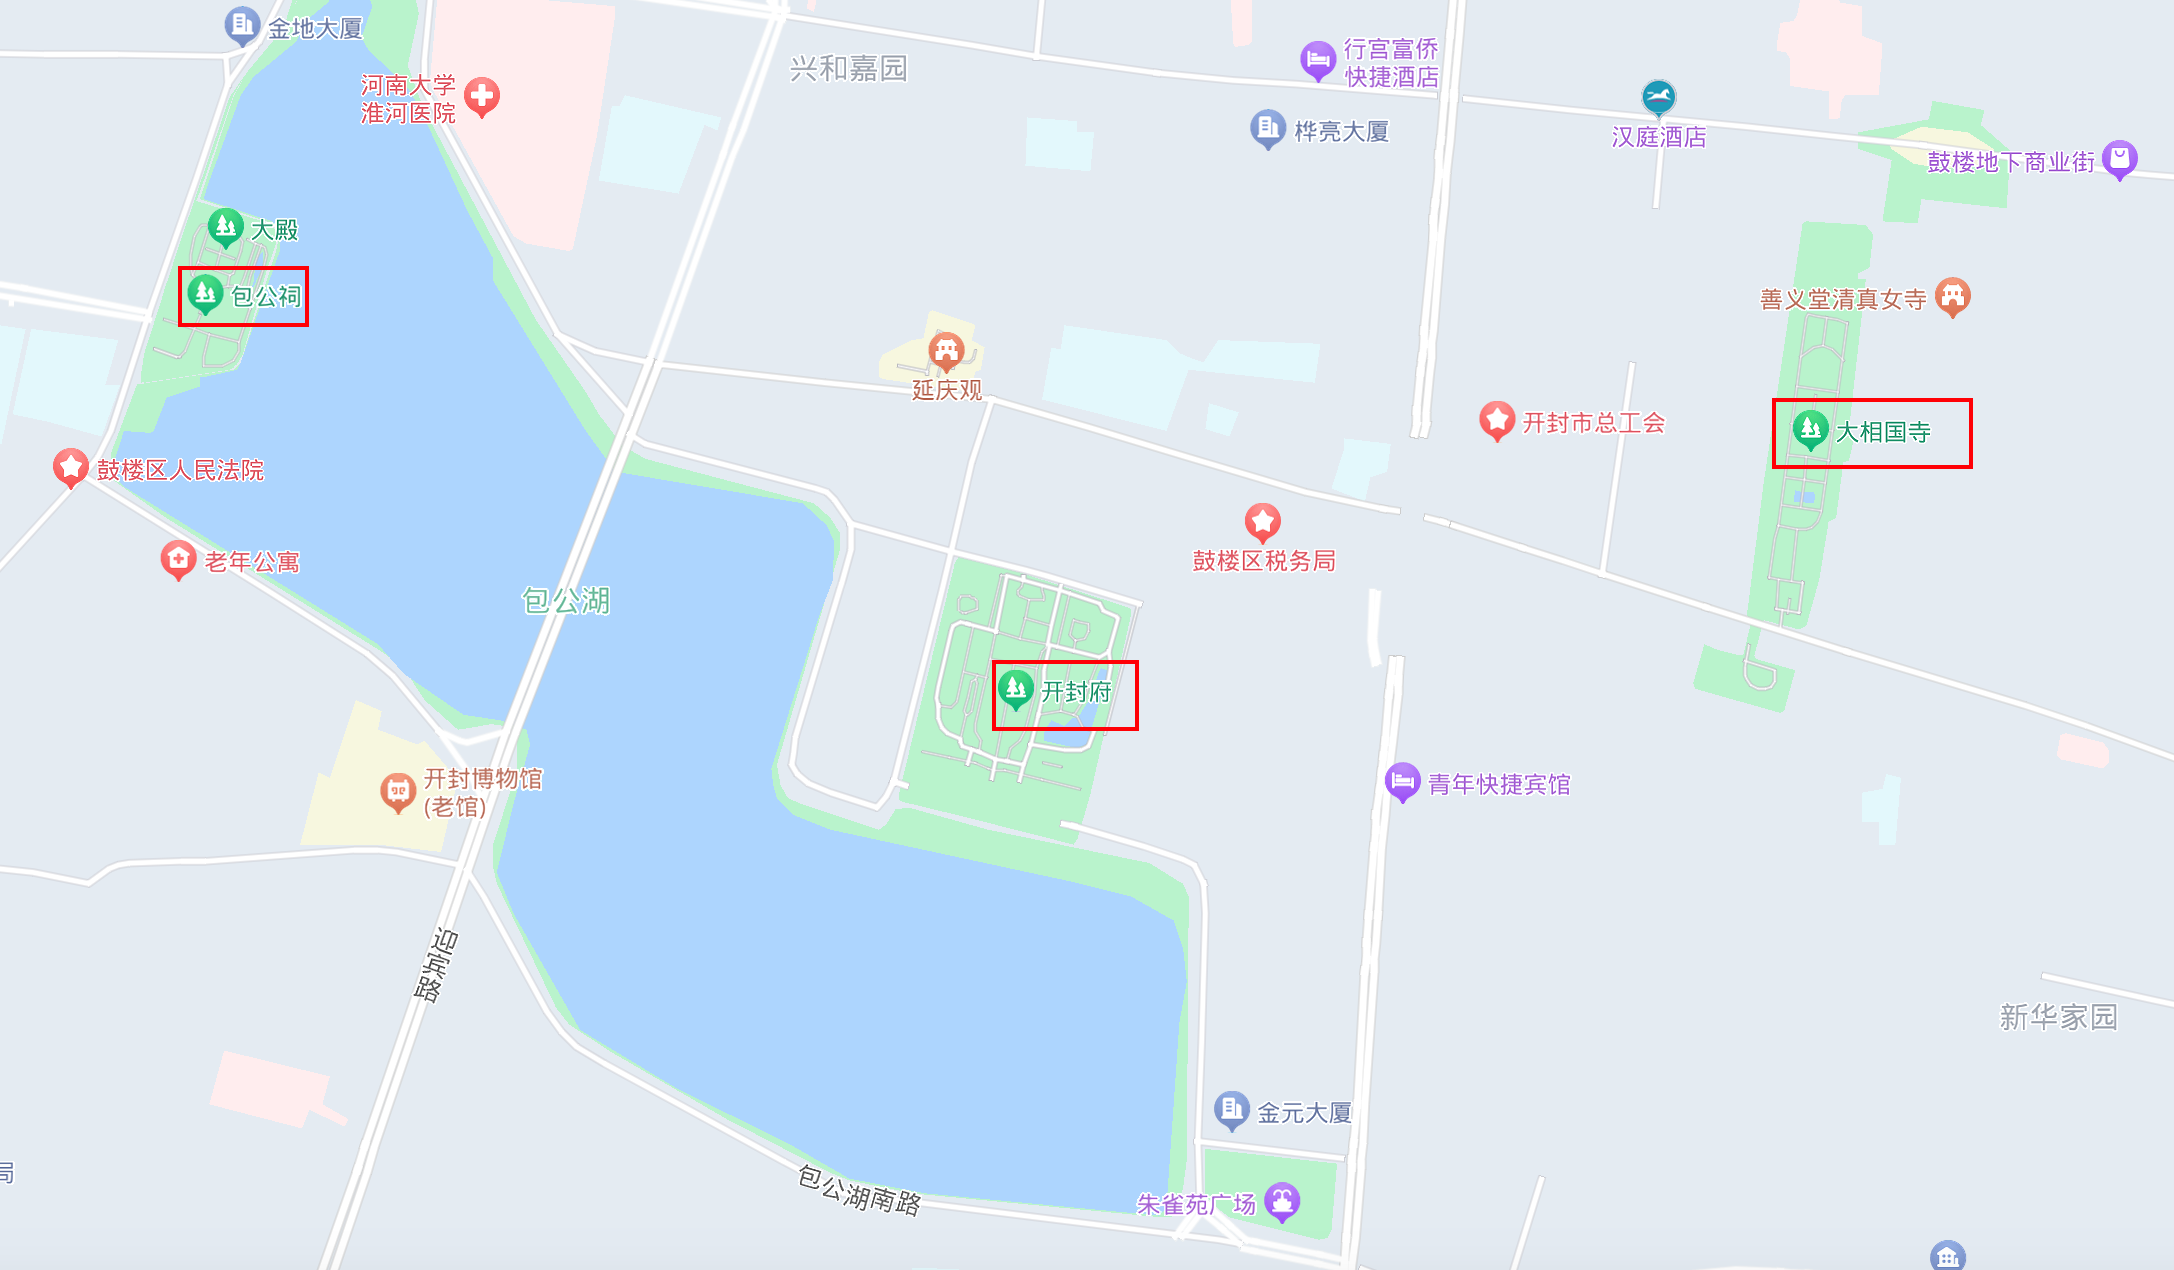 金地大厦
兴和嘉园
行宫富侨
快捷酒店
河南大学
淮河医院
桦亮大厦
汉庭酒店
鼓楼地下商业街
大殿
包公祠
善义堂清真女寺
延庆观
开封市总工会
大相国寺
鼓楼区人民法院
鼓楼区税务局
老年公寓
包公湖
开封府
开封博物馆
(老馆)
青年快捷宾馆
迎宾路
新华家园
金元大厦
局
包公湖南路
朱雀苑广场